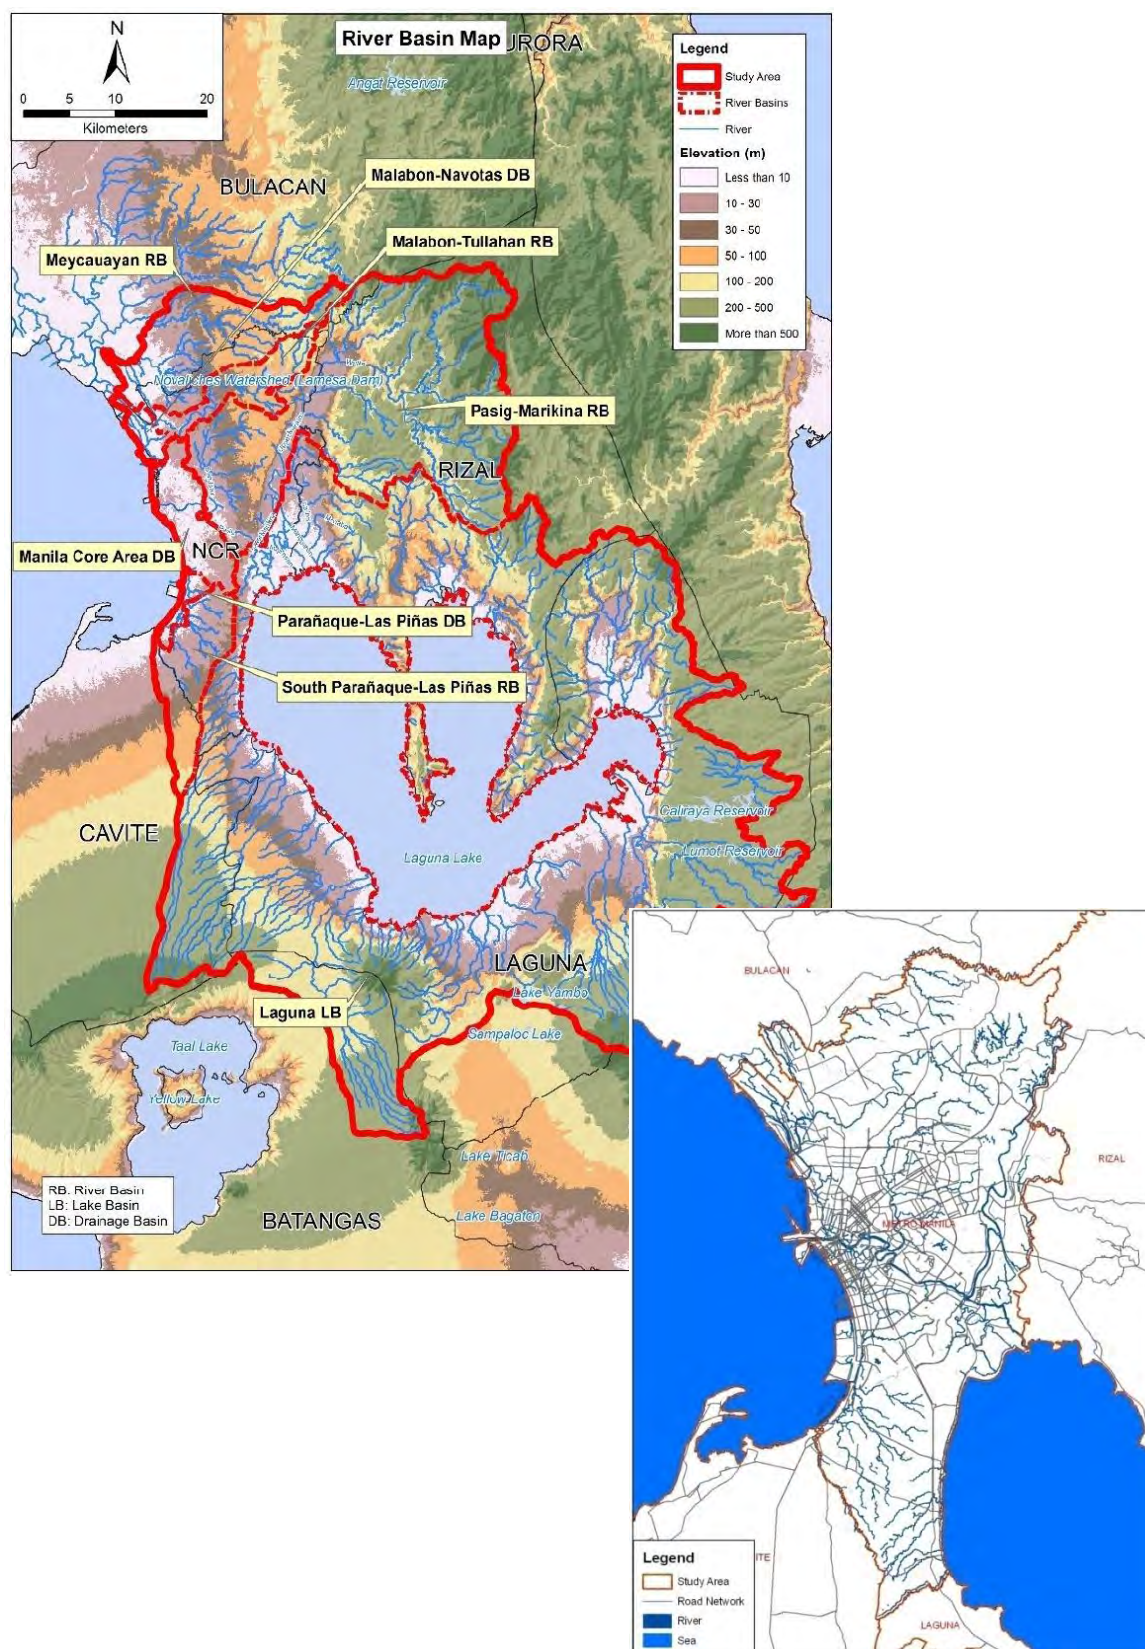 N
0 5 10 20
Kilometers
River Basin Map
URORA
Angat Reservoir
Legend
Study Area
River Basins
River
Elevation (m)
Less than 10
10 - 30
30 - 50
50 - 100
100 - 200
200 - 500
More than 500
BULACAN
Malabon-Navotas DB
Malabon-Tullahan RB
Meycauayan RB
Novaliches Watershed (Lamesa Dam)
Pasig-Marikina RB
RIZAL
Manila Core Area DB
NCR
Parañaque-Las Piñas DB
South Parañaque-Las Piñas RB
Caliraya Reservoir
CAVITE
Laguna Lake
Lumot Reservoir
LAGUNA
Lake Yambo
Laguna LB
Sampaloc Lake
Taal Lake
Yellow Lake
Lake Ticab
RB: River Basin
LB: Lake Basin
DB: Drainage Basin
BATANGAS
Lake Bagaton
BULACAN
RIZAL
METRO MANILA
ITE
LAGUNA
Legend
Study Area
Road Network
River
Sea